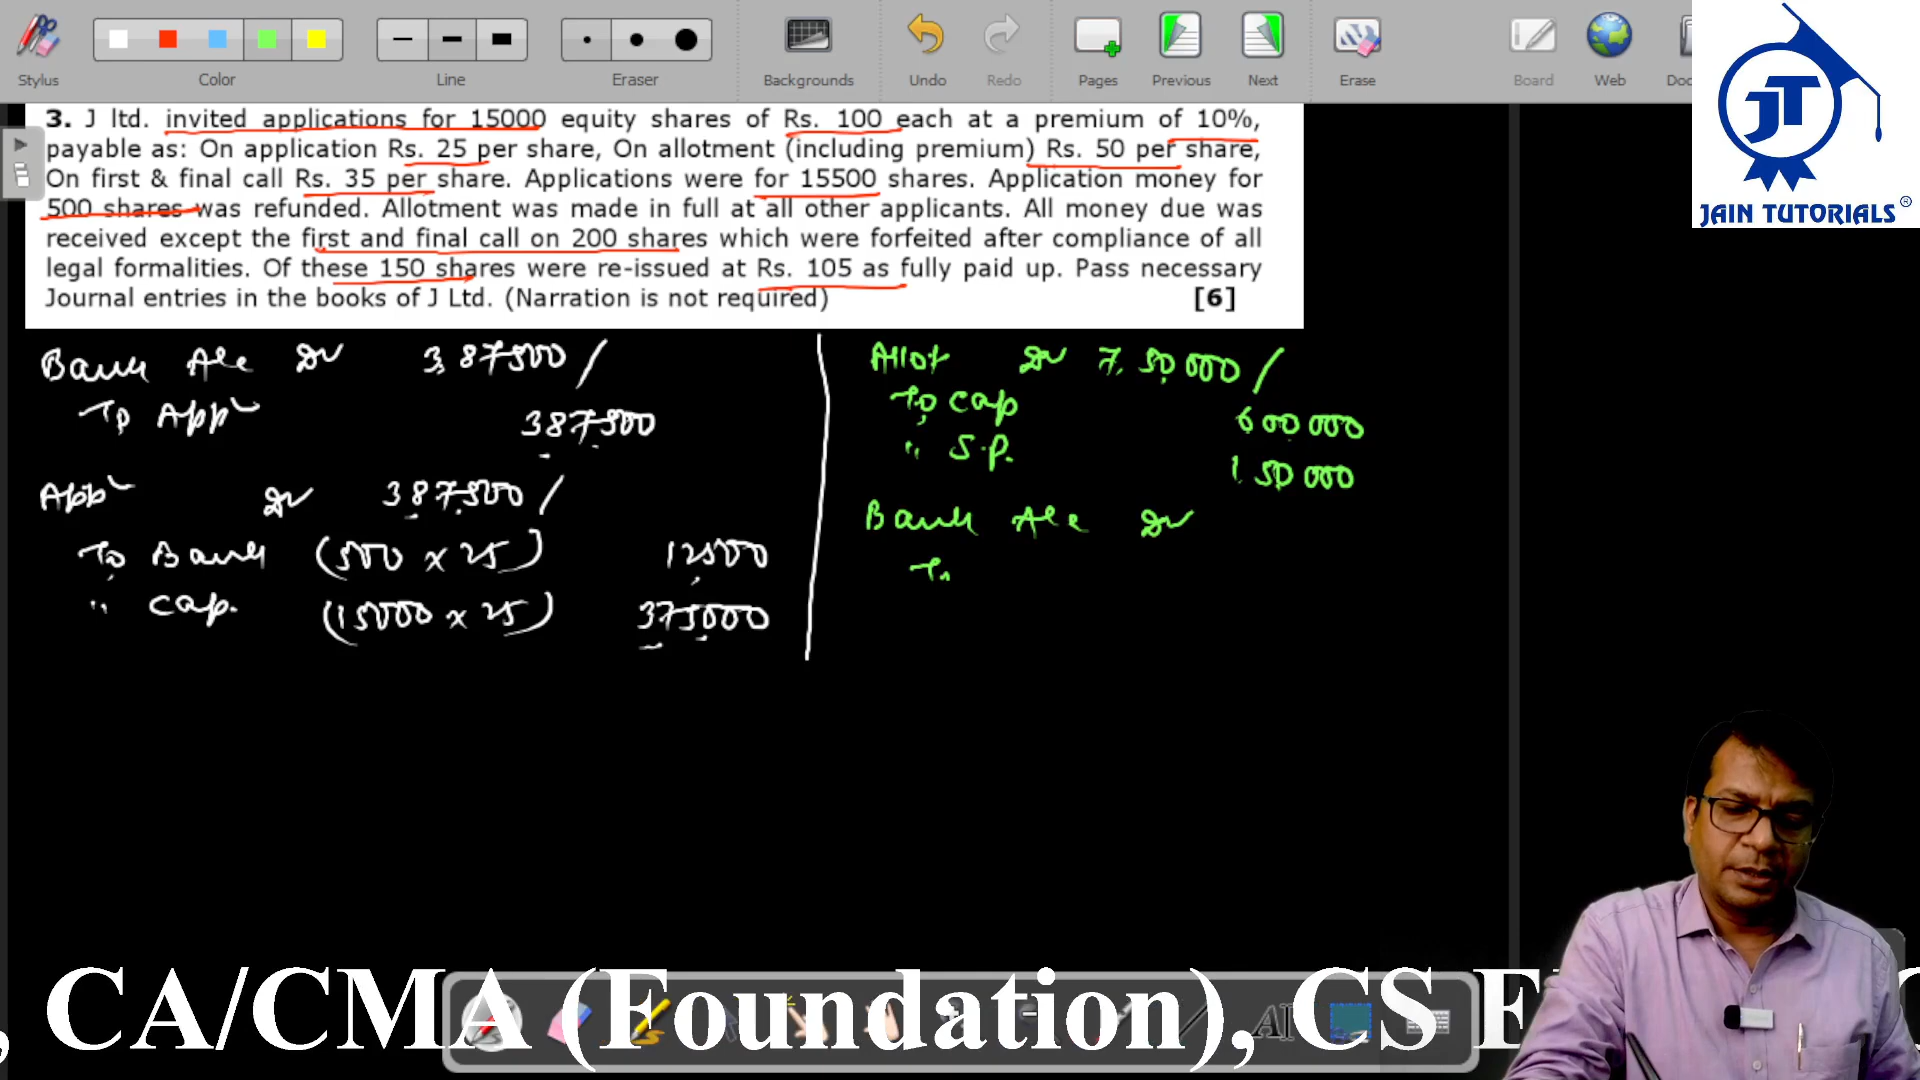 Stylus
Color
Line
Eraser
Backgrounds
Undo
Redo
Pages
Previous
Next
Erase
Board
Web
JT
JAIN TUTORIALS®
3. J ltd. invited applications for 15000 equity shares of Rs. 100 each at a premium of 10%,
payable as: On application Rs. 25 per share, On allotment (including premium) Rs. 50 per share,
On first & final call Rs. 35 per share. Applications were for 15500 shares. Application money for
500 shares was refunded. Allotment was made in full at all other applicants. All money due was
received except the first and final call on 200 shares which were forfeited after compliance of all
legal formalities. Of these 150 shares were re-issued at Rs. 105 as fully paid up. Pass necessary
Journal entries in the books of J Ltd. (Narration is not required) [6]
Bank A/c Dr 3,87500/
To Appn 387500
Appn Dr 387500/
To Bank (500 x 25) 12500
" Cap. (15000 x 25) 375000
Allot Dr 7,50000/
To cap 600000
" S.P. 150000
Bank A/c Dr
To
, CA/CMA (Foundation), CS